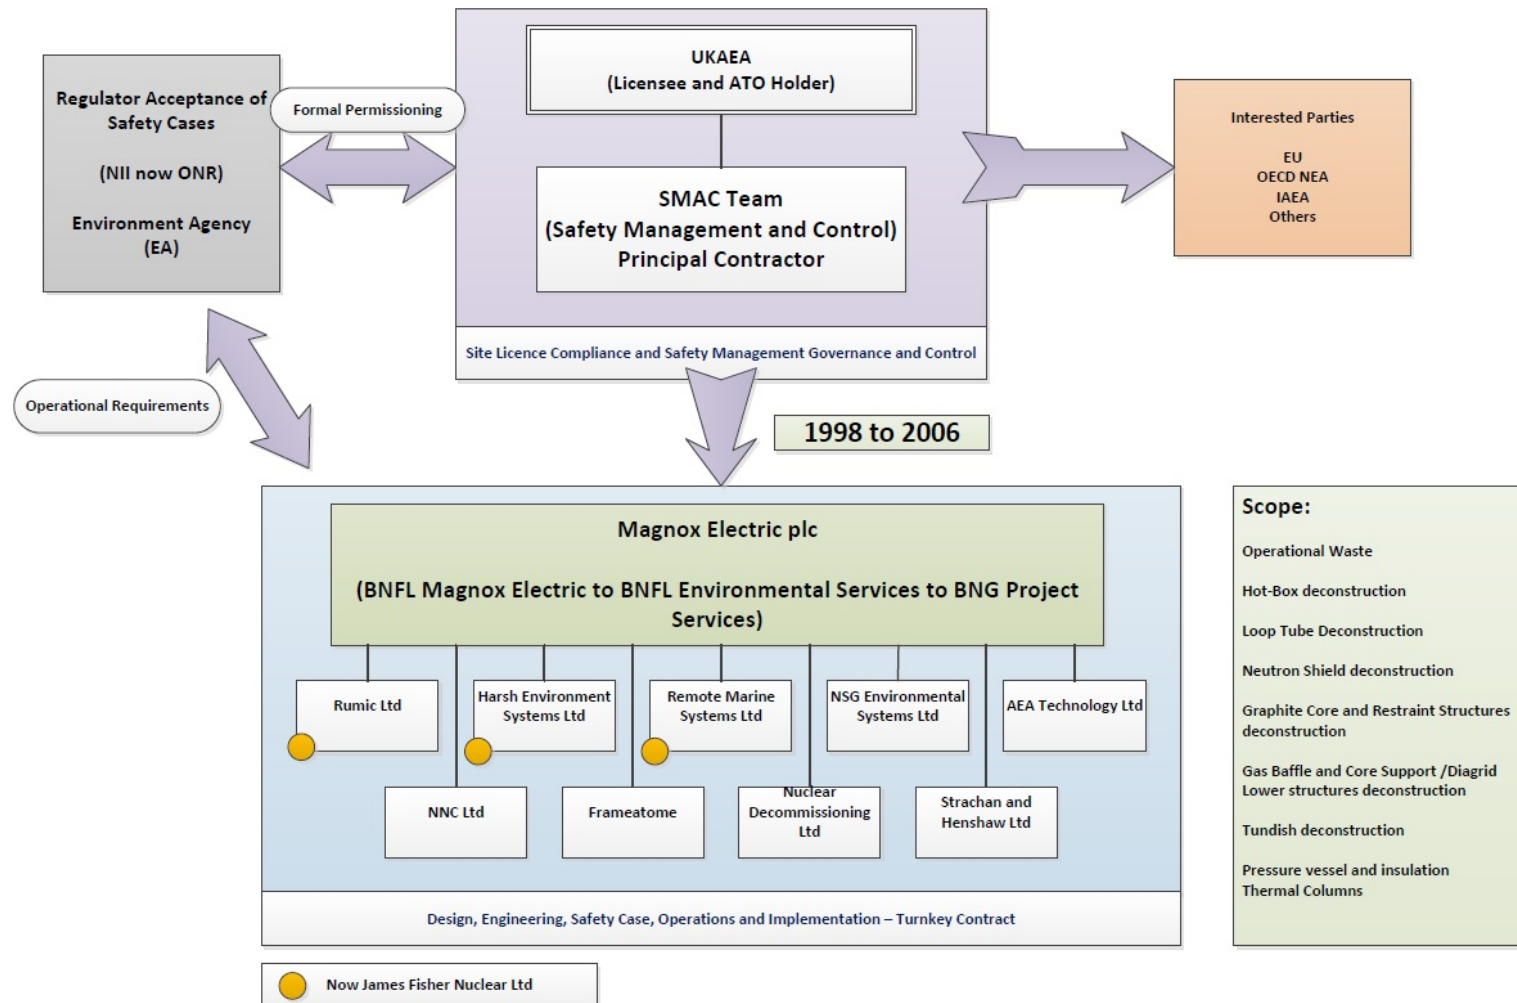 UKAEA
(Licensee and ATO Holder)
SMAC Team
(Safety Management and Control)
Principal Contractor
Site Licence Compliance and Safety Management Governance and Control
Regulator Acceptance of
Safety Cases
(NII now ONR)
Environment Agency
(EA)
Formal Permissioning
Interested Parties
EU
OECD NEA
IAEA
Others
Operational Requirements
1998 to 2006
Magnox Electric plc
(BNFL Magnox Electric to BNFL Environmental Services to BNG Project
Services)
Rumic Ltd
Harsh Environment
Systems Ltd
Remote Marine
Systems Ltd
NSG Environmental
Systems Ltd
AEA Technology Ltd
NNC Ltd
Frameatome
Nuclear
Decommissioning
Ltd
Strachan and
Henshaw Ltd
Design, Engineering, Safety Case, Operations and Implementation – Turnkey Contract
Scope:
Operational Waste
Hot-Box deconstruction
Loop Tube Deconstruction
Neutron Shield deconstruction
Graphite Core and Restraint Structures
deconstruction
Gas Baffle and Core Support /Diagrid
Lower structures deconstruction
Tundish deconstruction
Pressure vessel and insulation
Thermal Columns
Now James Fisher Nuclear Ltd